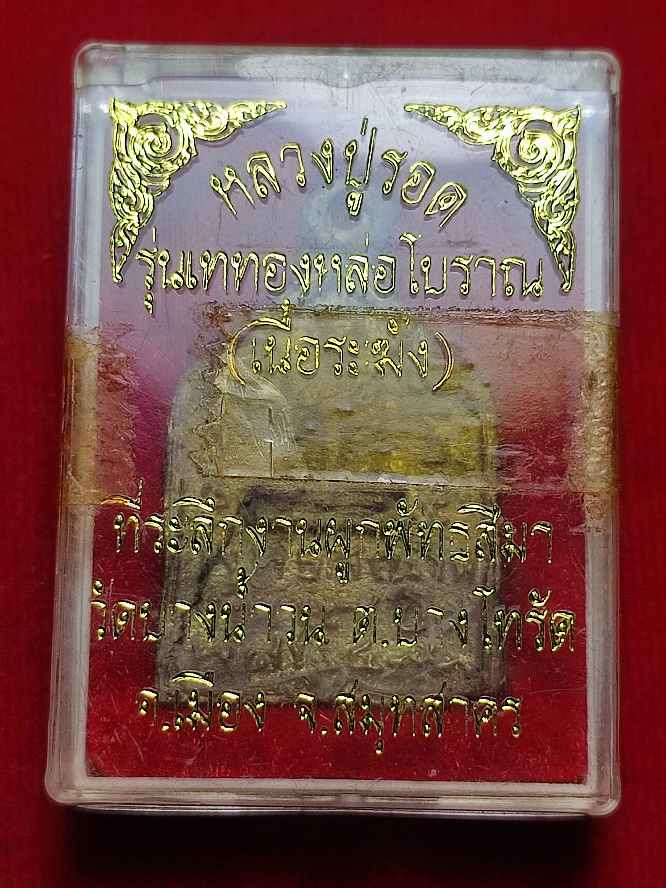 หลวงปู่รอด
รุ่นเททองหล่อโบราณ
(เนื้อระฆัง)
ที่ระลึกงานผูกพัทธสีมา
วัดบางน้ำวน ต.บางโทรัด
อ.เมือง จ.สมุทสาคร